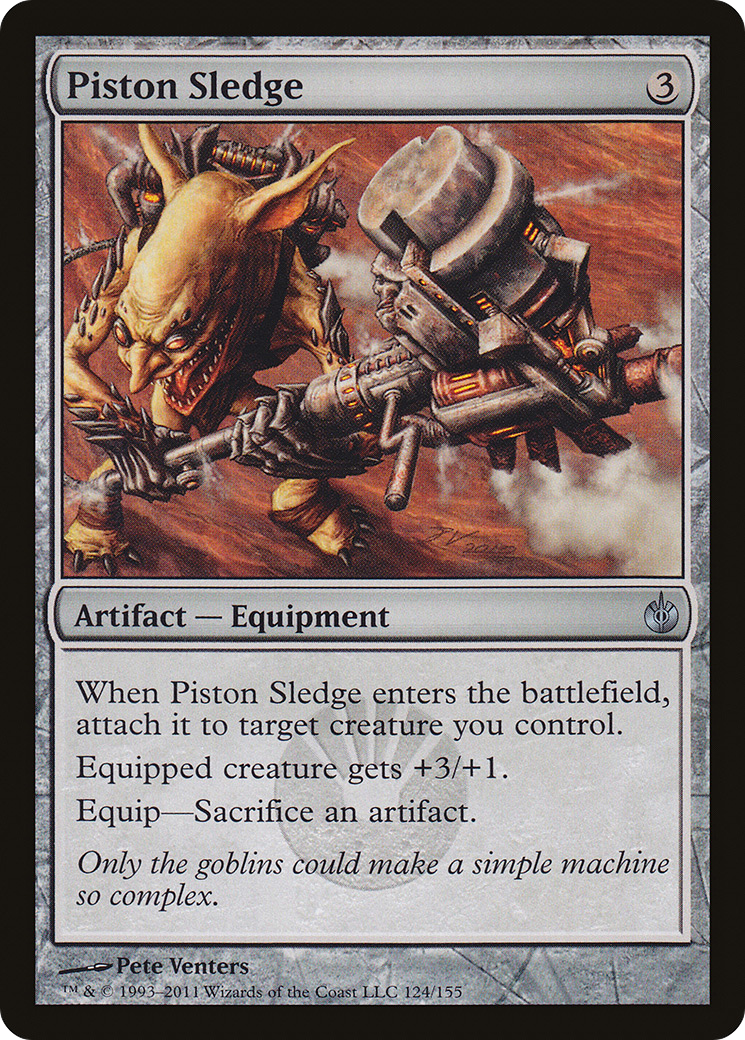 Piston Sledge 3
Artifact — Equipment
When Piston Sledge enters the battlefield,
attach it to target creature you control.
Equipped creature gets +3/+1.
Equip—Sacrifice an artifact.
Only the goblins could make a simple machine
so complex.
Pete Venters
™ & © 1993–2011 Wizards of the Coast LLC 124/155